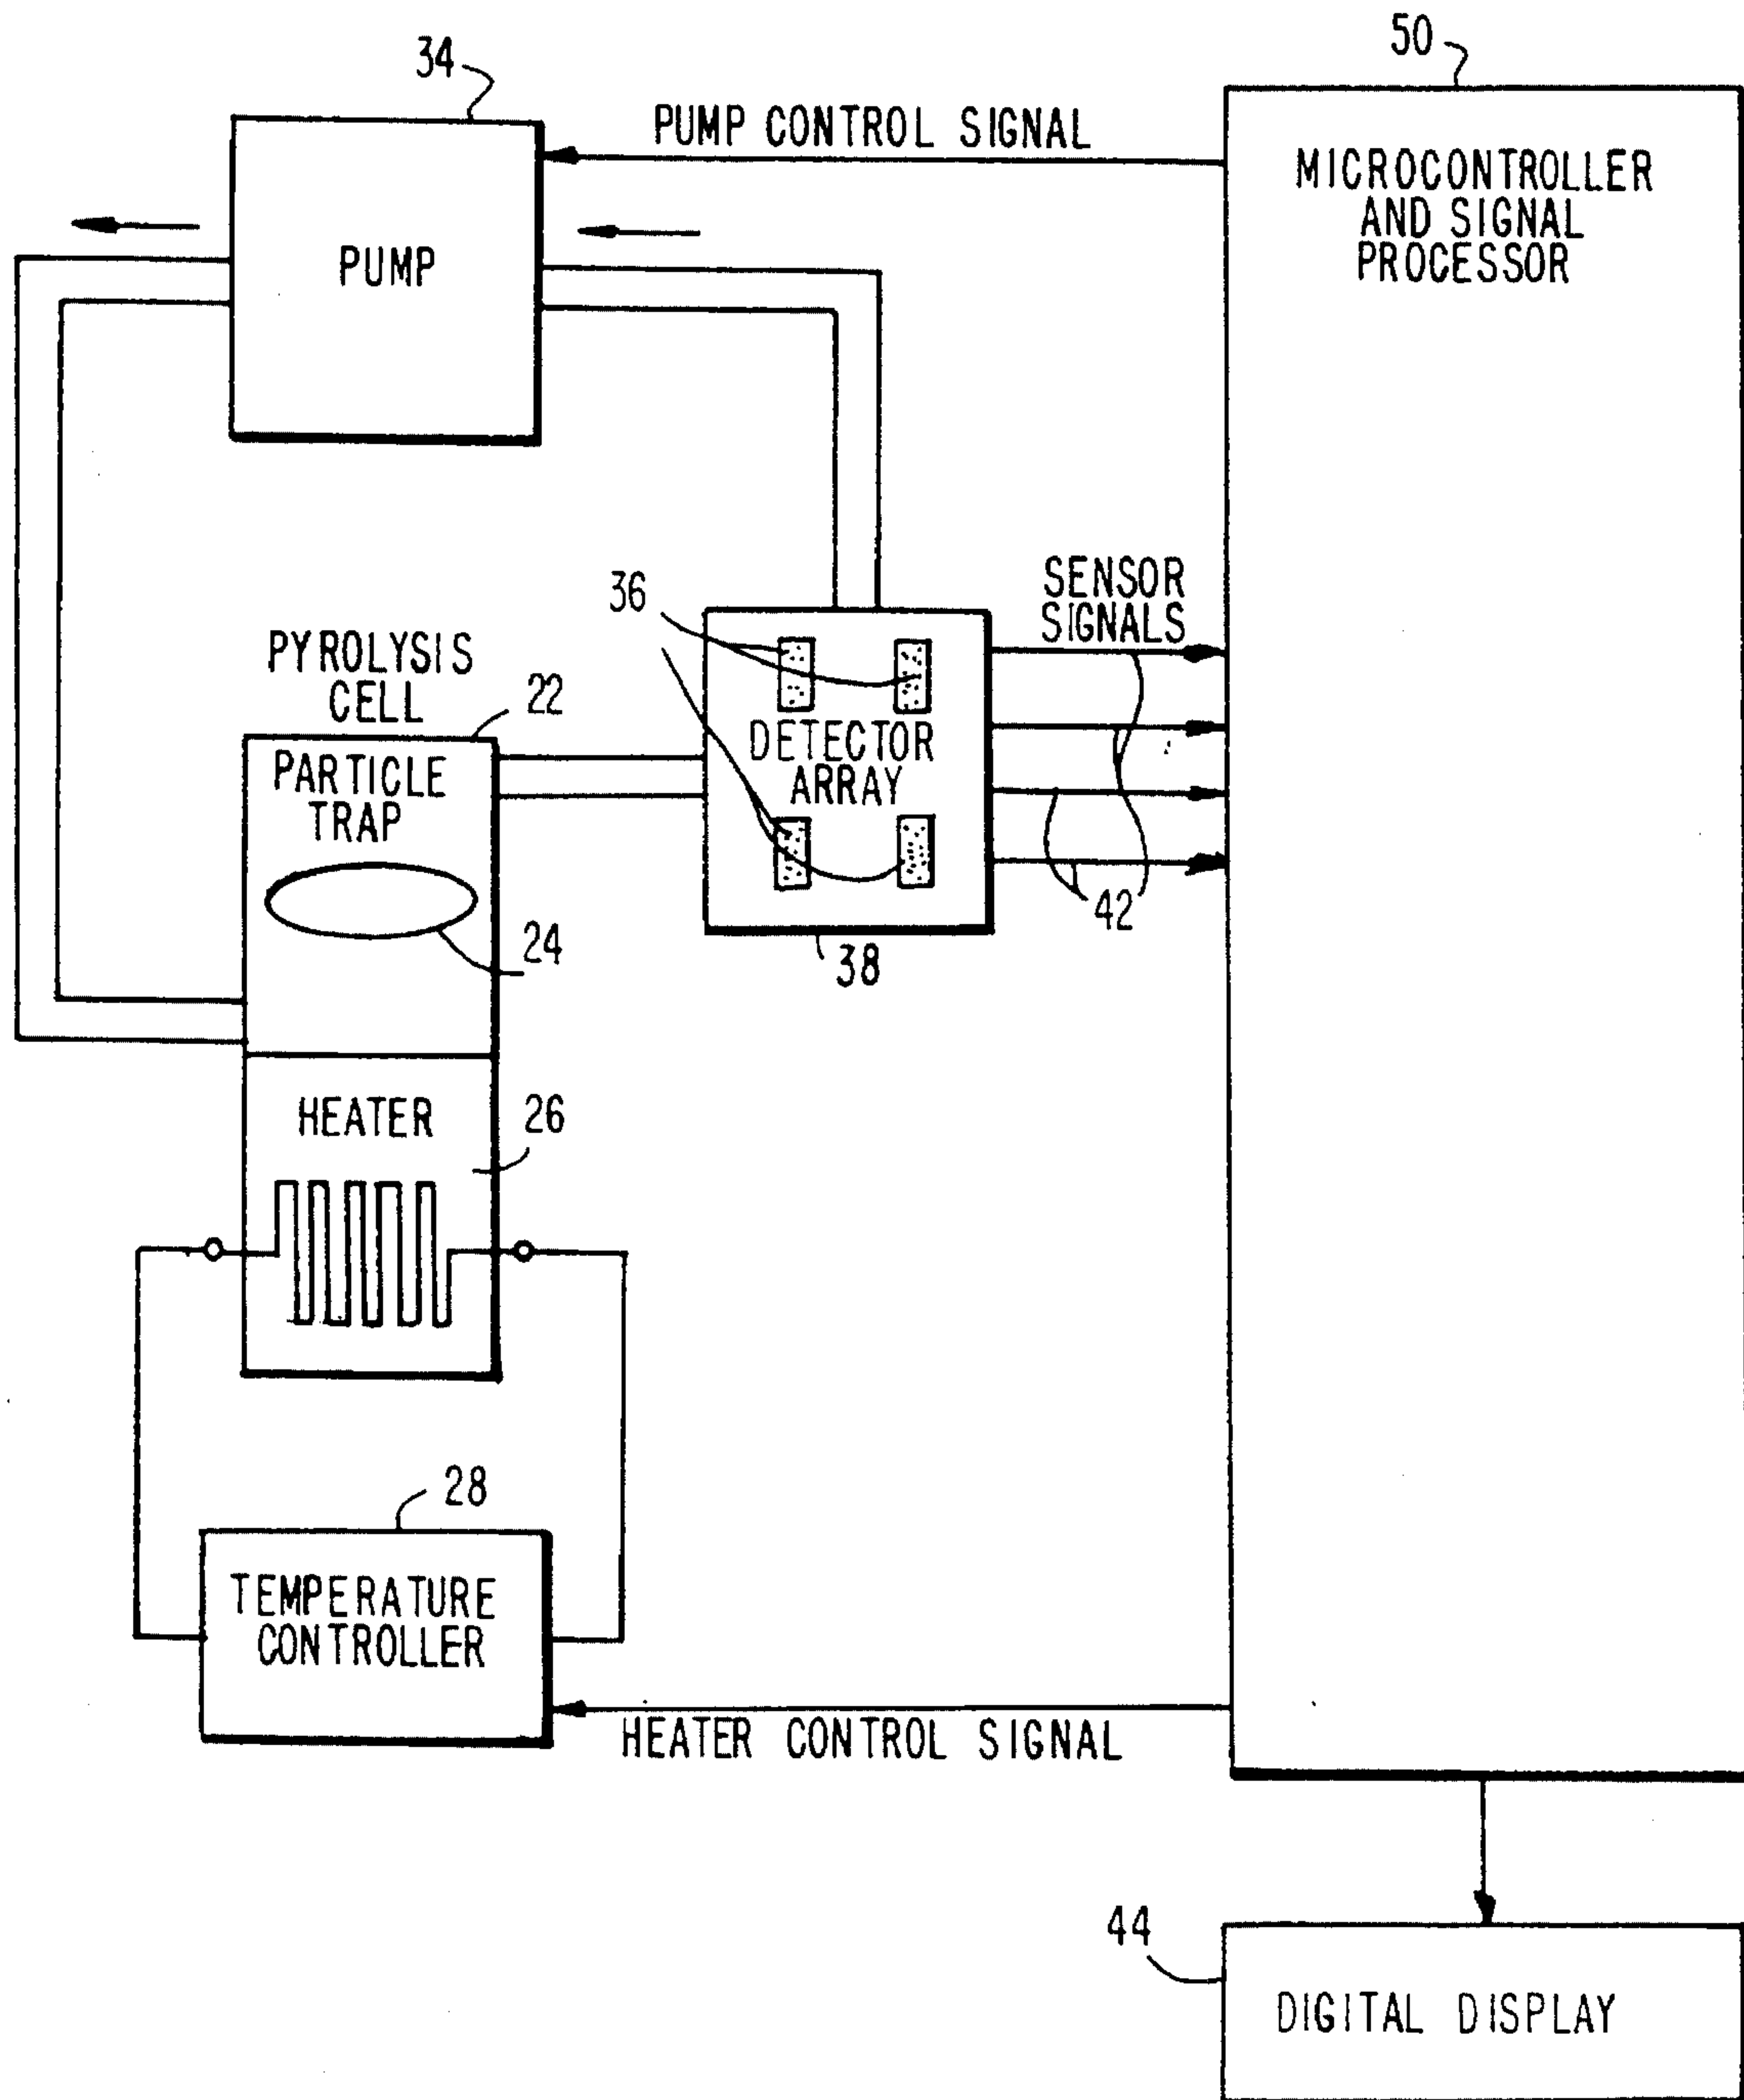 50
34
PUMP CONTROL SIGNAL
MICROCONTROLLER
AND SIGNAL
PROCESSOR
PUMP
SENSOR
SIGNALS
36
PYROLYSIS
CELL
22
PARTICLE
TRAP
DETECTOR
ARRAY
42
24
38
HEATER
26
28
TEMPERATURE
CONTROLLER
HEATER CONTROL SIGNAL
44
DIGITAL DISPLAY